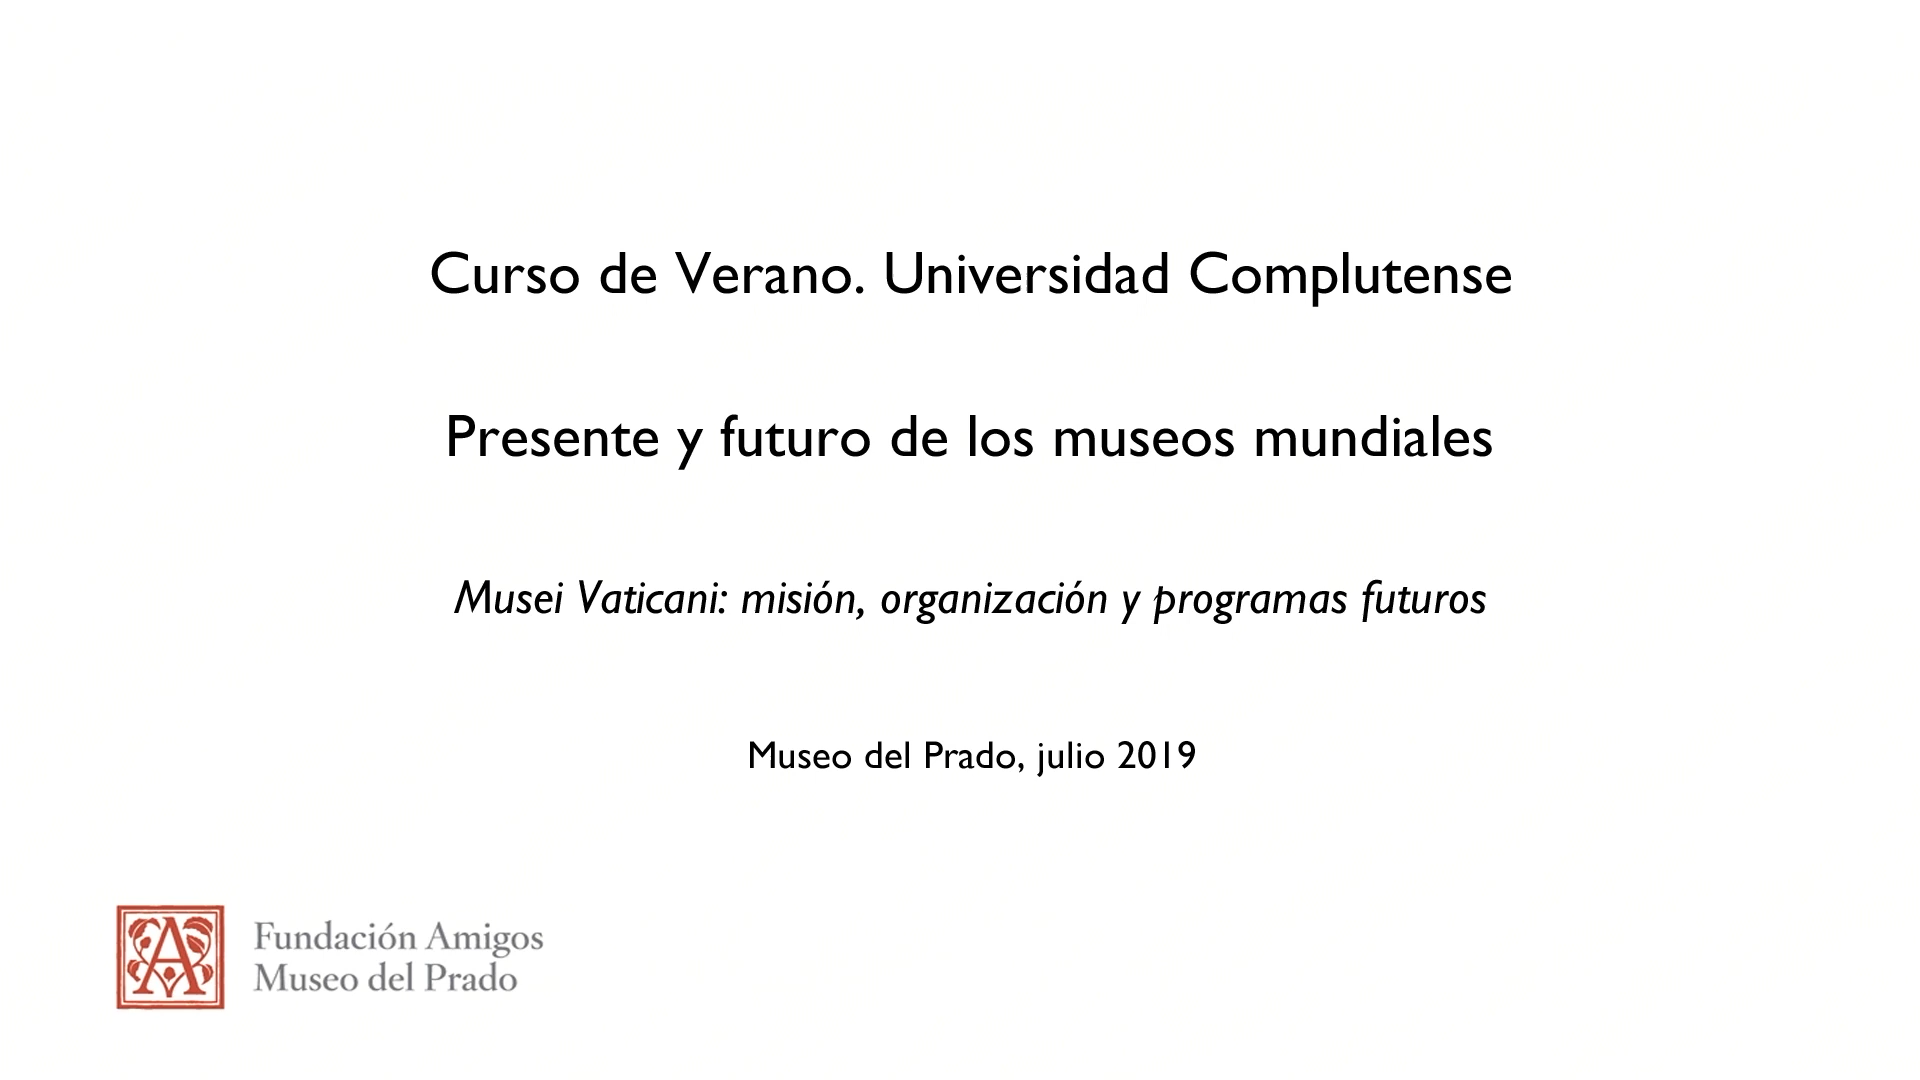 Curso de Verano. Universidad Complutense
Presente y futuro de los museos mundiales
Musei Vaticani: misión, organización y programas futuros
Museo del Prado, julio 2019
A
Fundación Amigos
Museo del Prado